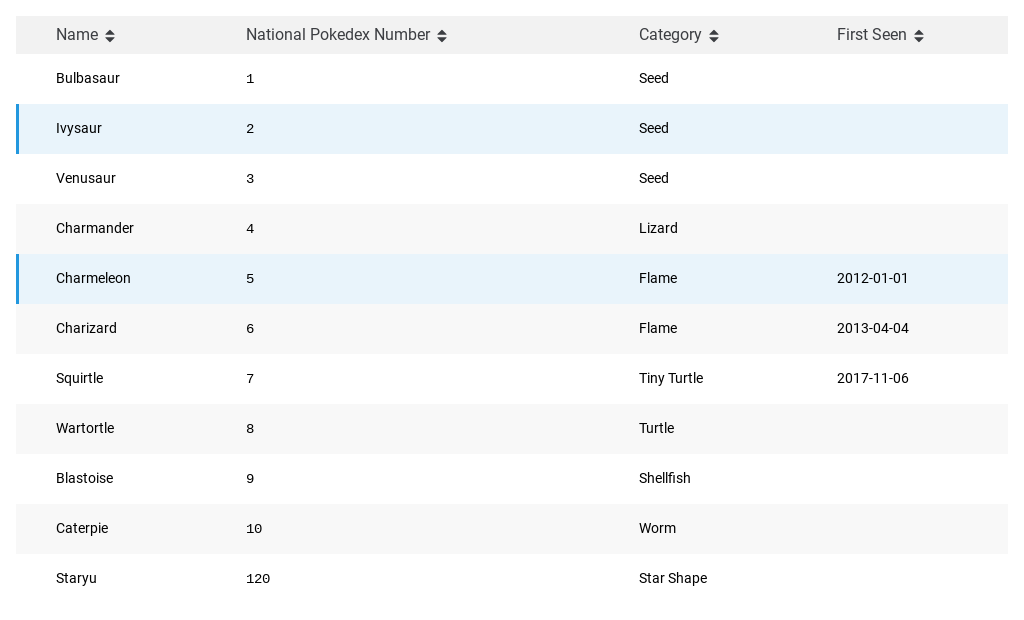 Name National Pokedex Number Category First Seen
Bulbasaur 1 Seed
Ivysaur 2 Seed
Venusaur 3 Seed
Charmander 4 Lizard
Charmeleon 5 Flame 2012-01-01
Charizard 6 Flame 2013-04-04
Squirtle 7 Tiny Turtle 2017-11-06
Wartortle 8 Turtle
Blastoise 9 Shellfish
Caterpie 10 Worm
Staryu 120 Star Shape